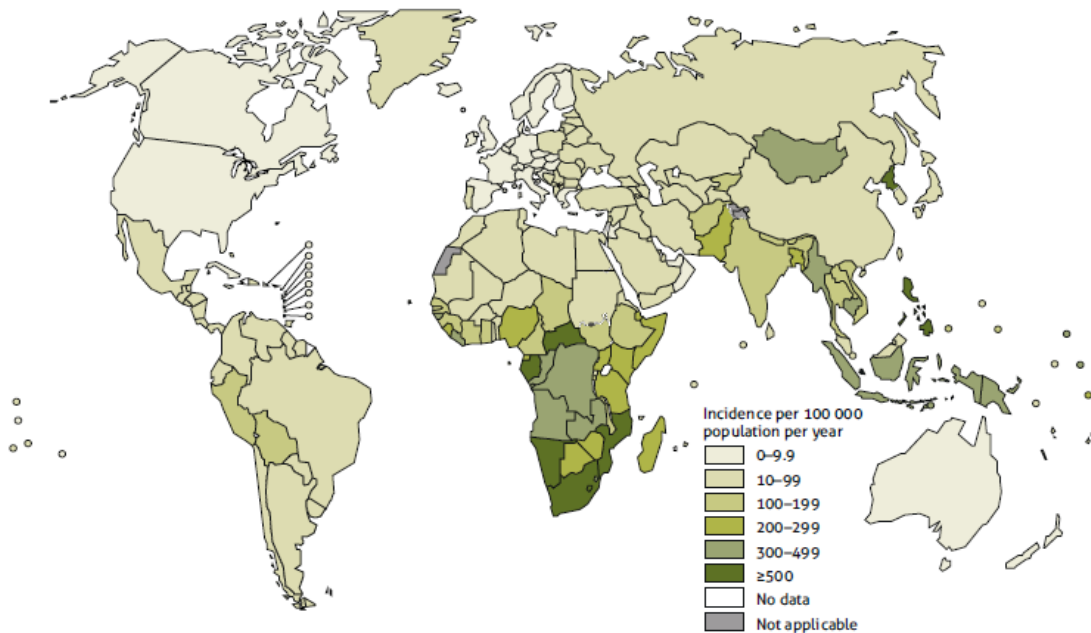 Incidence per 100 000
population per year
0–9.9
10–99
100–199
200–299
300–499
≥500
No data
Not applicable